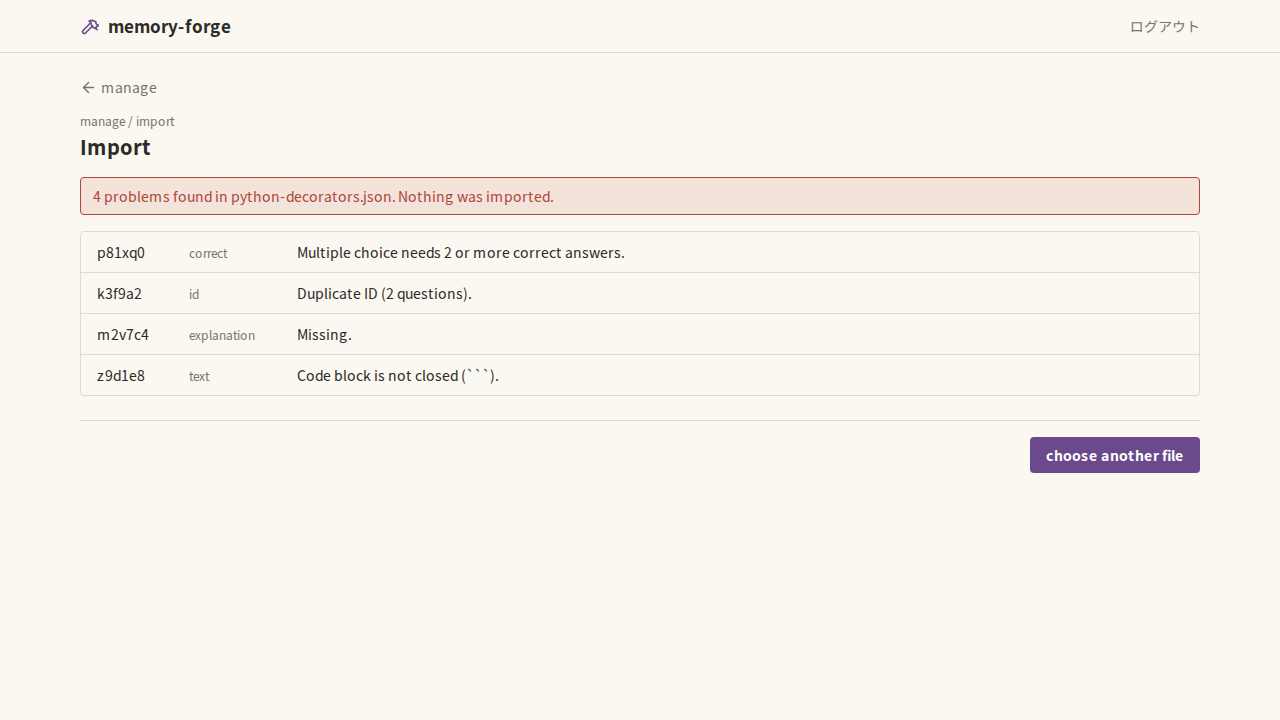 memory-forge
ログアウト
← manage
manage / import
Import
4 problems found in python-decorators.json. Nothing was imported.
p81xq0 correct Multiple choice needs 2 or more correct answers.
k3f9a2 id Duplicate ID (2 questions).
m2v7c4 explanation Missing.
z9d1e8 text Code block is not closed (```).
choose another file